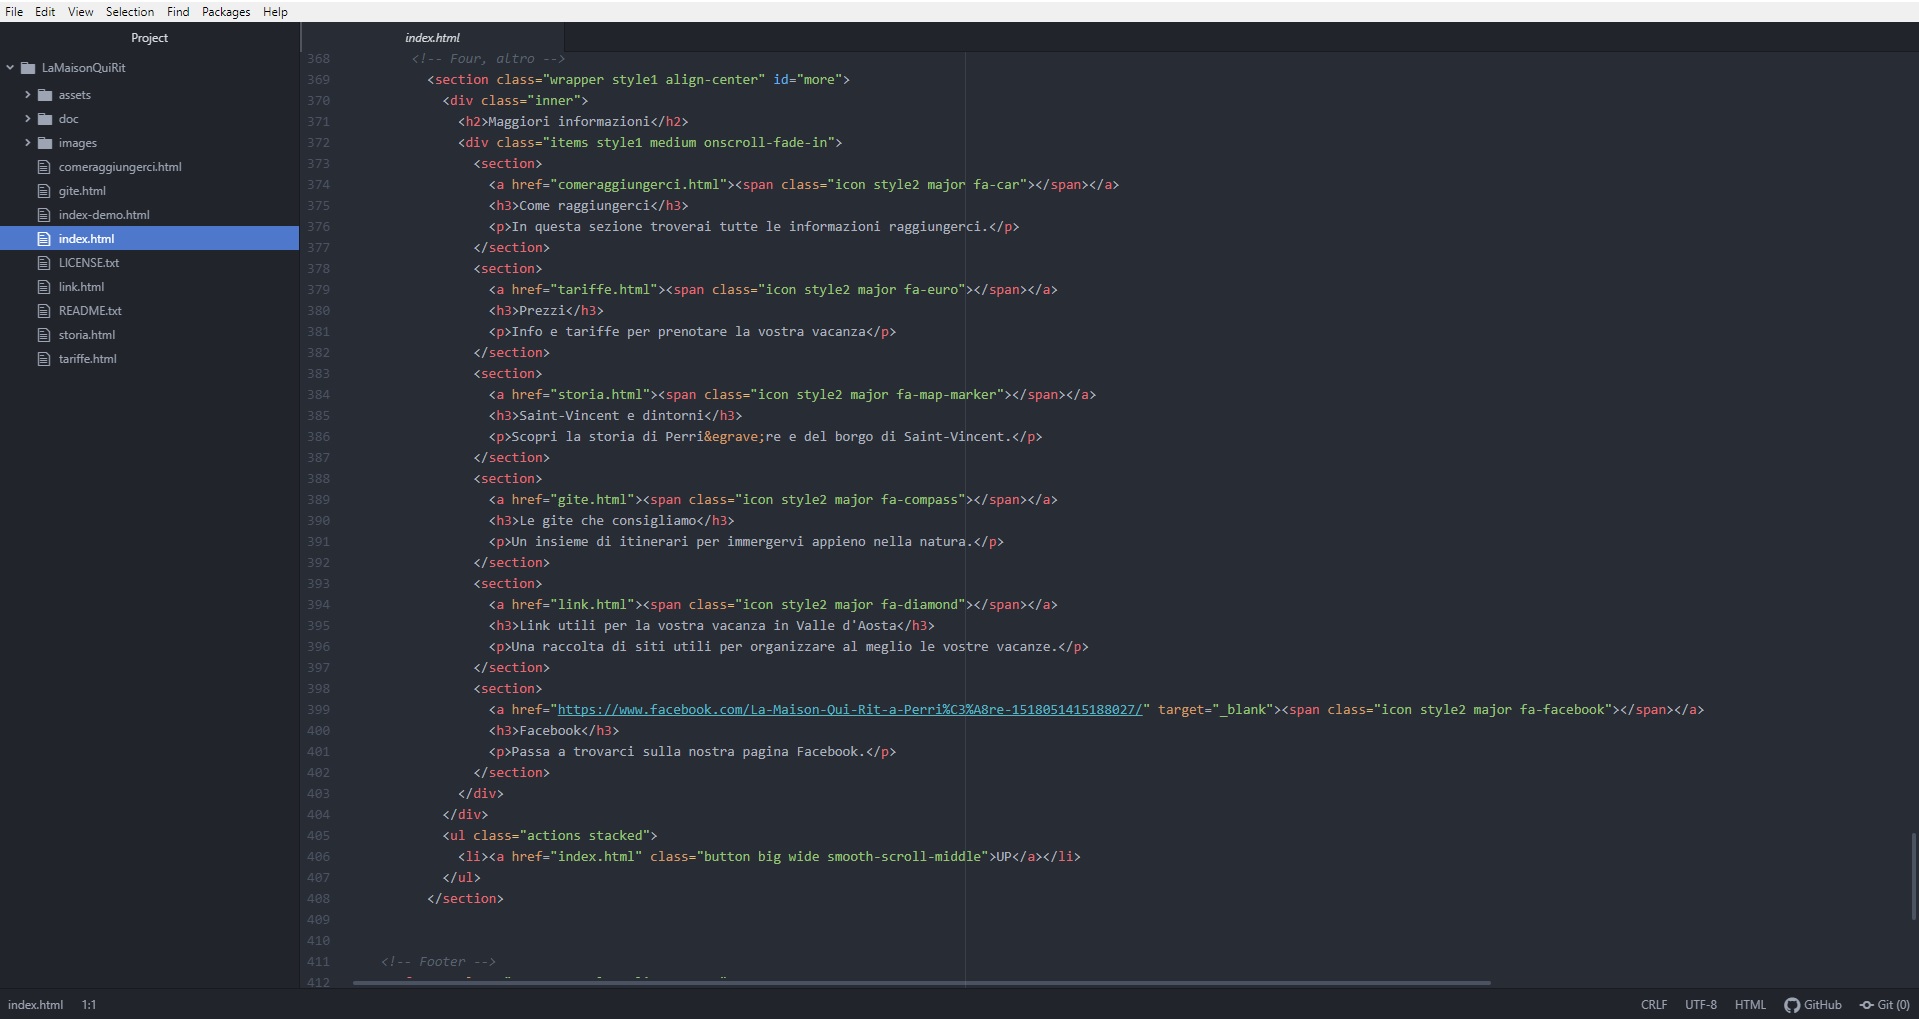 File Edit View Selection Find Packages Help
Project
index.html
LaMaisonQuiRit
assets
doc
images
comeraggiungerci.html
gite.html
index-demo.html
index.html
LICENSE.txt
link.html
README.txt
storia.html
tariffe.html
368 <!-- Four, altro -->
369 <section class="wrapper style1 align-center" id="more">
370 <div class="inner">
371 <h2>Maggiori informazioni</h2>
372 <div class="items style1 medium onscroll-fade-in">
373 <section>
374 <a href="comeraggiungerci.html"><span class="icon style2 major fa-car"></span></a>
375 <h3>Come raggiungerci</h3>
376 <p>In questa sezione troverai tutte le informazioni raggiungerci.</p>
377 </section>
378 <section>
379 <a href="tariffe.html"><span class="icon style2 major fa-euro"></span></a>
380 <h3>Prezzi</h3>
381 <p>Info e tariffe per prenotare la vostra vacanza</p>
382 </section>
383 <section>
384 <a href="storia.html"><span class="icon style2 major fa-map-marker"></span></a>
385 <h3>Saint-Vincent e dintorni</h3>
386 <p>Scopri la storia di Perri&egrave;re e del borgo di Saint-Vincent.</p>
387 </section>
388 <section>
389 <a href="gite.html"><span class="icon style2 major fa-compass"></span></a>
390 <h3>Le gite che consigliamo</h3>
391 <p>Un insieme di itinerari per immergervi appieno nella natura.</p>
392 </section>
393 <section>
394 <a href="link.html"><span class="icon style2 major fa-diamond"></span></a>
395 <h3>Link utili per la vostra vacanza in Valle d'Aosta</h3>
396 <p>Una raccolta di siti utili per organizzare al meglio le vostre vacanze.</p>
397 </section>
398 <section>
399 <a href="https://www.facebook.com/La-Maison-Qui-Rit-a-Perri%C3%A8re-1518051415188027/" target="_blank"><span class="icon style2 major fa-facebook"></span></a>
400 <h3>Facebook</h3>
401 <p>Passa a trovarci sulla nostra pagina Facebook.</p>
402 </section>
403 </div>
404 </div>
405 <ul class="actions stacked">
406 <li><a href="index.html" class="button big wide smooth-scroll-middle">UP</a></li>
407 </ul>
408 </section>
409
410
411 <!-- Footer -->
412
index.html 1:1 CRLF UTF-8 HTML GitHub Git (0)